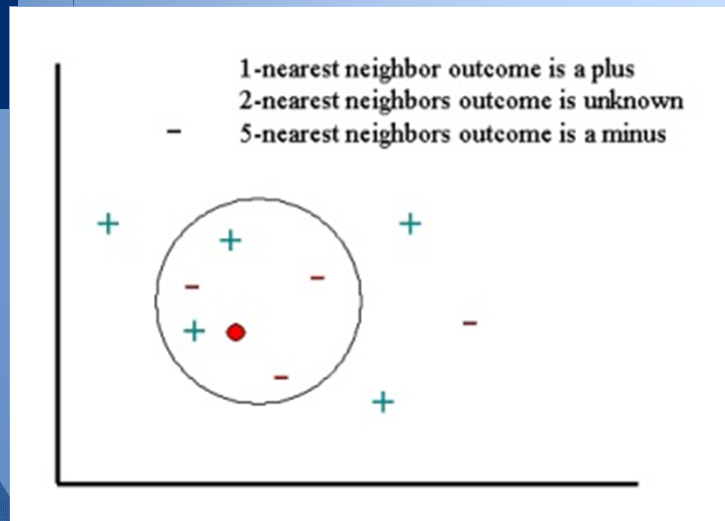 1-nearest neighbor outcome is a plus
2-nearest neighbors outcome is unknown
5-nearest neighbors outcome is a minus